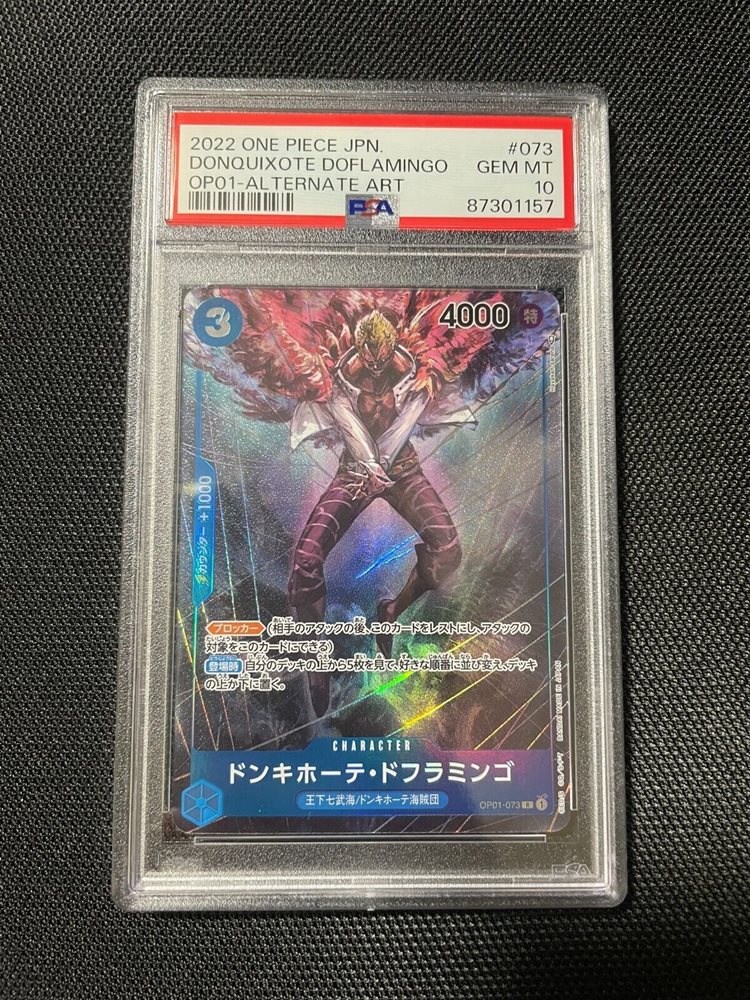 2022 ONE PIECE JPN. #073
DONQUIXOTE DOFLAMINGO GEM MT
OP01-ALTERNATE ART 10
PSA 87301157
3
4000 特
カウンター +1000
ブロッカー (相手のアタックの後、このカードをレストにし、アタックの
対象をこのカードにできる)
登場時 自分のデッキの上から5枚を見て、好きな順番に並び変え、デッキ
の上か下に置く。
CHARACTER
ドンキホーテ・ドフラミンゴ
王下七武海/ドンキホーテ海賊団
OP01-073 R 1
BANDAI MADE IN JAPAN
PSA